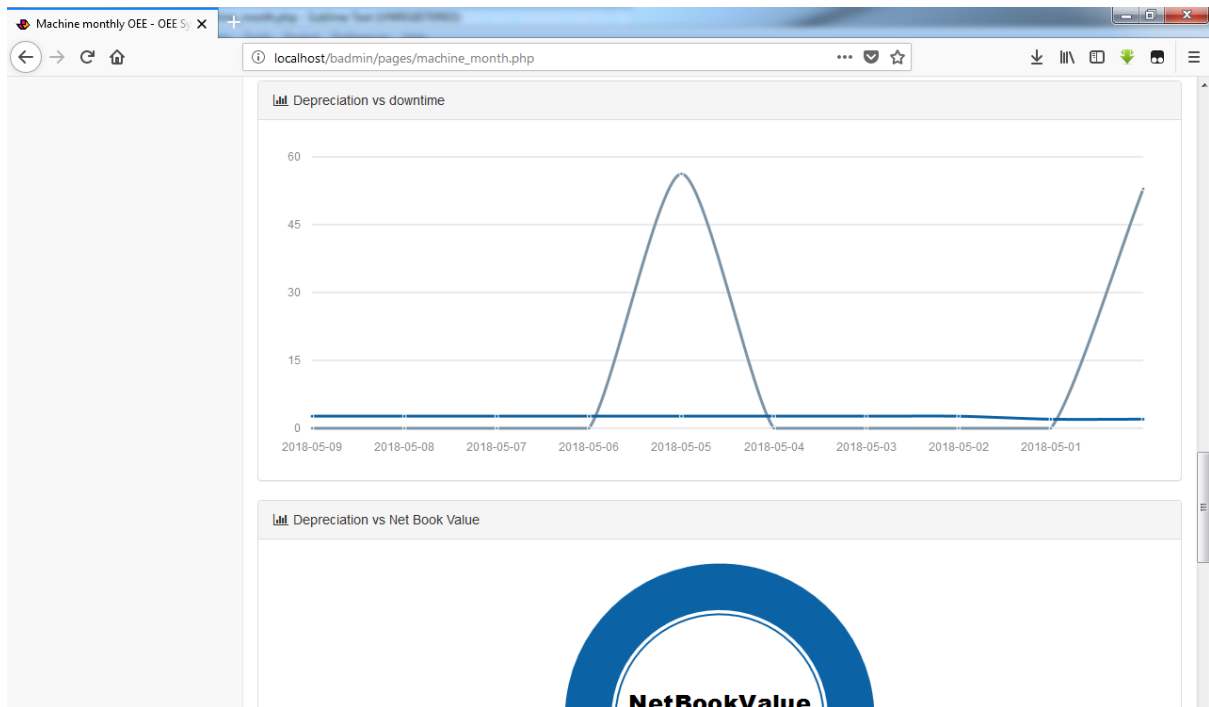 Machine monthly OEE - OEE Sy
localhost/badmin/pages/machine_month.php
Depreciation vs downtime
60
45
30
15
0
2018-05-09 2018-05-08 2018-05-07 2018-05-06 2018-05-05 2018-05-04 2018-05-03 2018-05-02 2018-05-01
Depreciation vs Net Book Value
NetBookValue